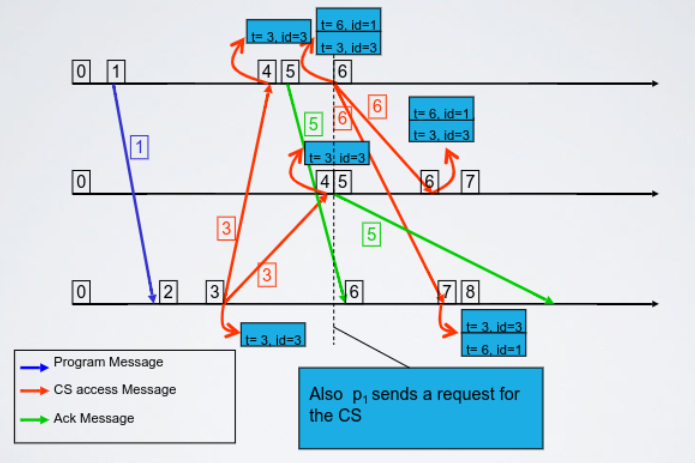 t= 3, id=3
t= 6, id=1
t= 3, id=3
0
1
4
5
6
5
6
6
t= 6, id=1
t= 3, id=3
1
t= 3, id=3
0
4
5
6
7
3
5
3
0
2
3
6
7
8
t= 3, id=3
t= 3, id=3
t= 6, id=1
Program Message
CS access Message
Ack Message
Also p1 sends a request for
the CS